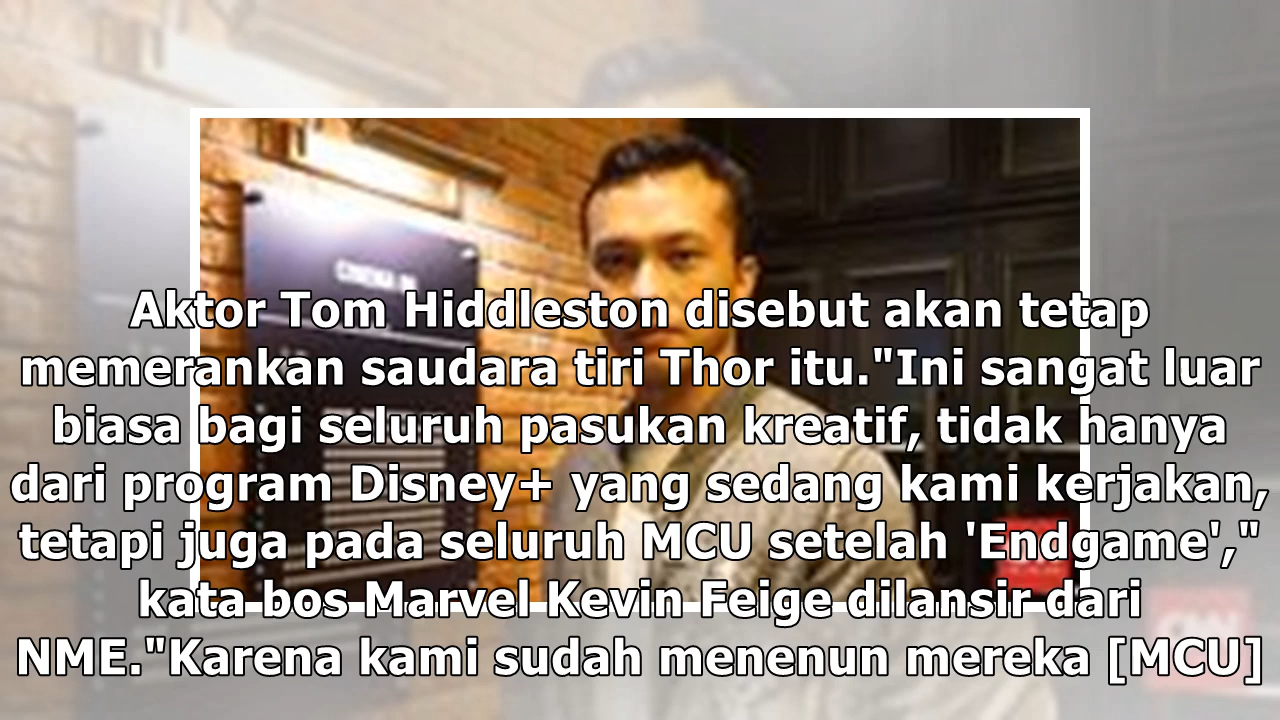 CINEMA
Aktor Tom Hiddleston disebut akan tetap
memerankan saudara tiri Thor itu."Ini sangat luar
biasa bagi seluruh pasukan kreatif, tidak hanya
dari program Disney+ yang sedang kami kerjakan,
tetapi juga pada seluruh MCU setelah 'Endgame',"
kata bos Marvel Kevin Feige dilansir dari
NME."Karena kami sudah menenun mereka [MCU]